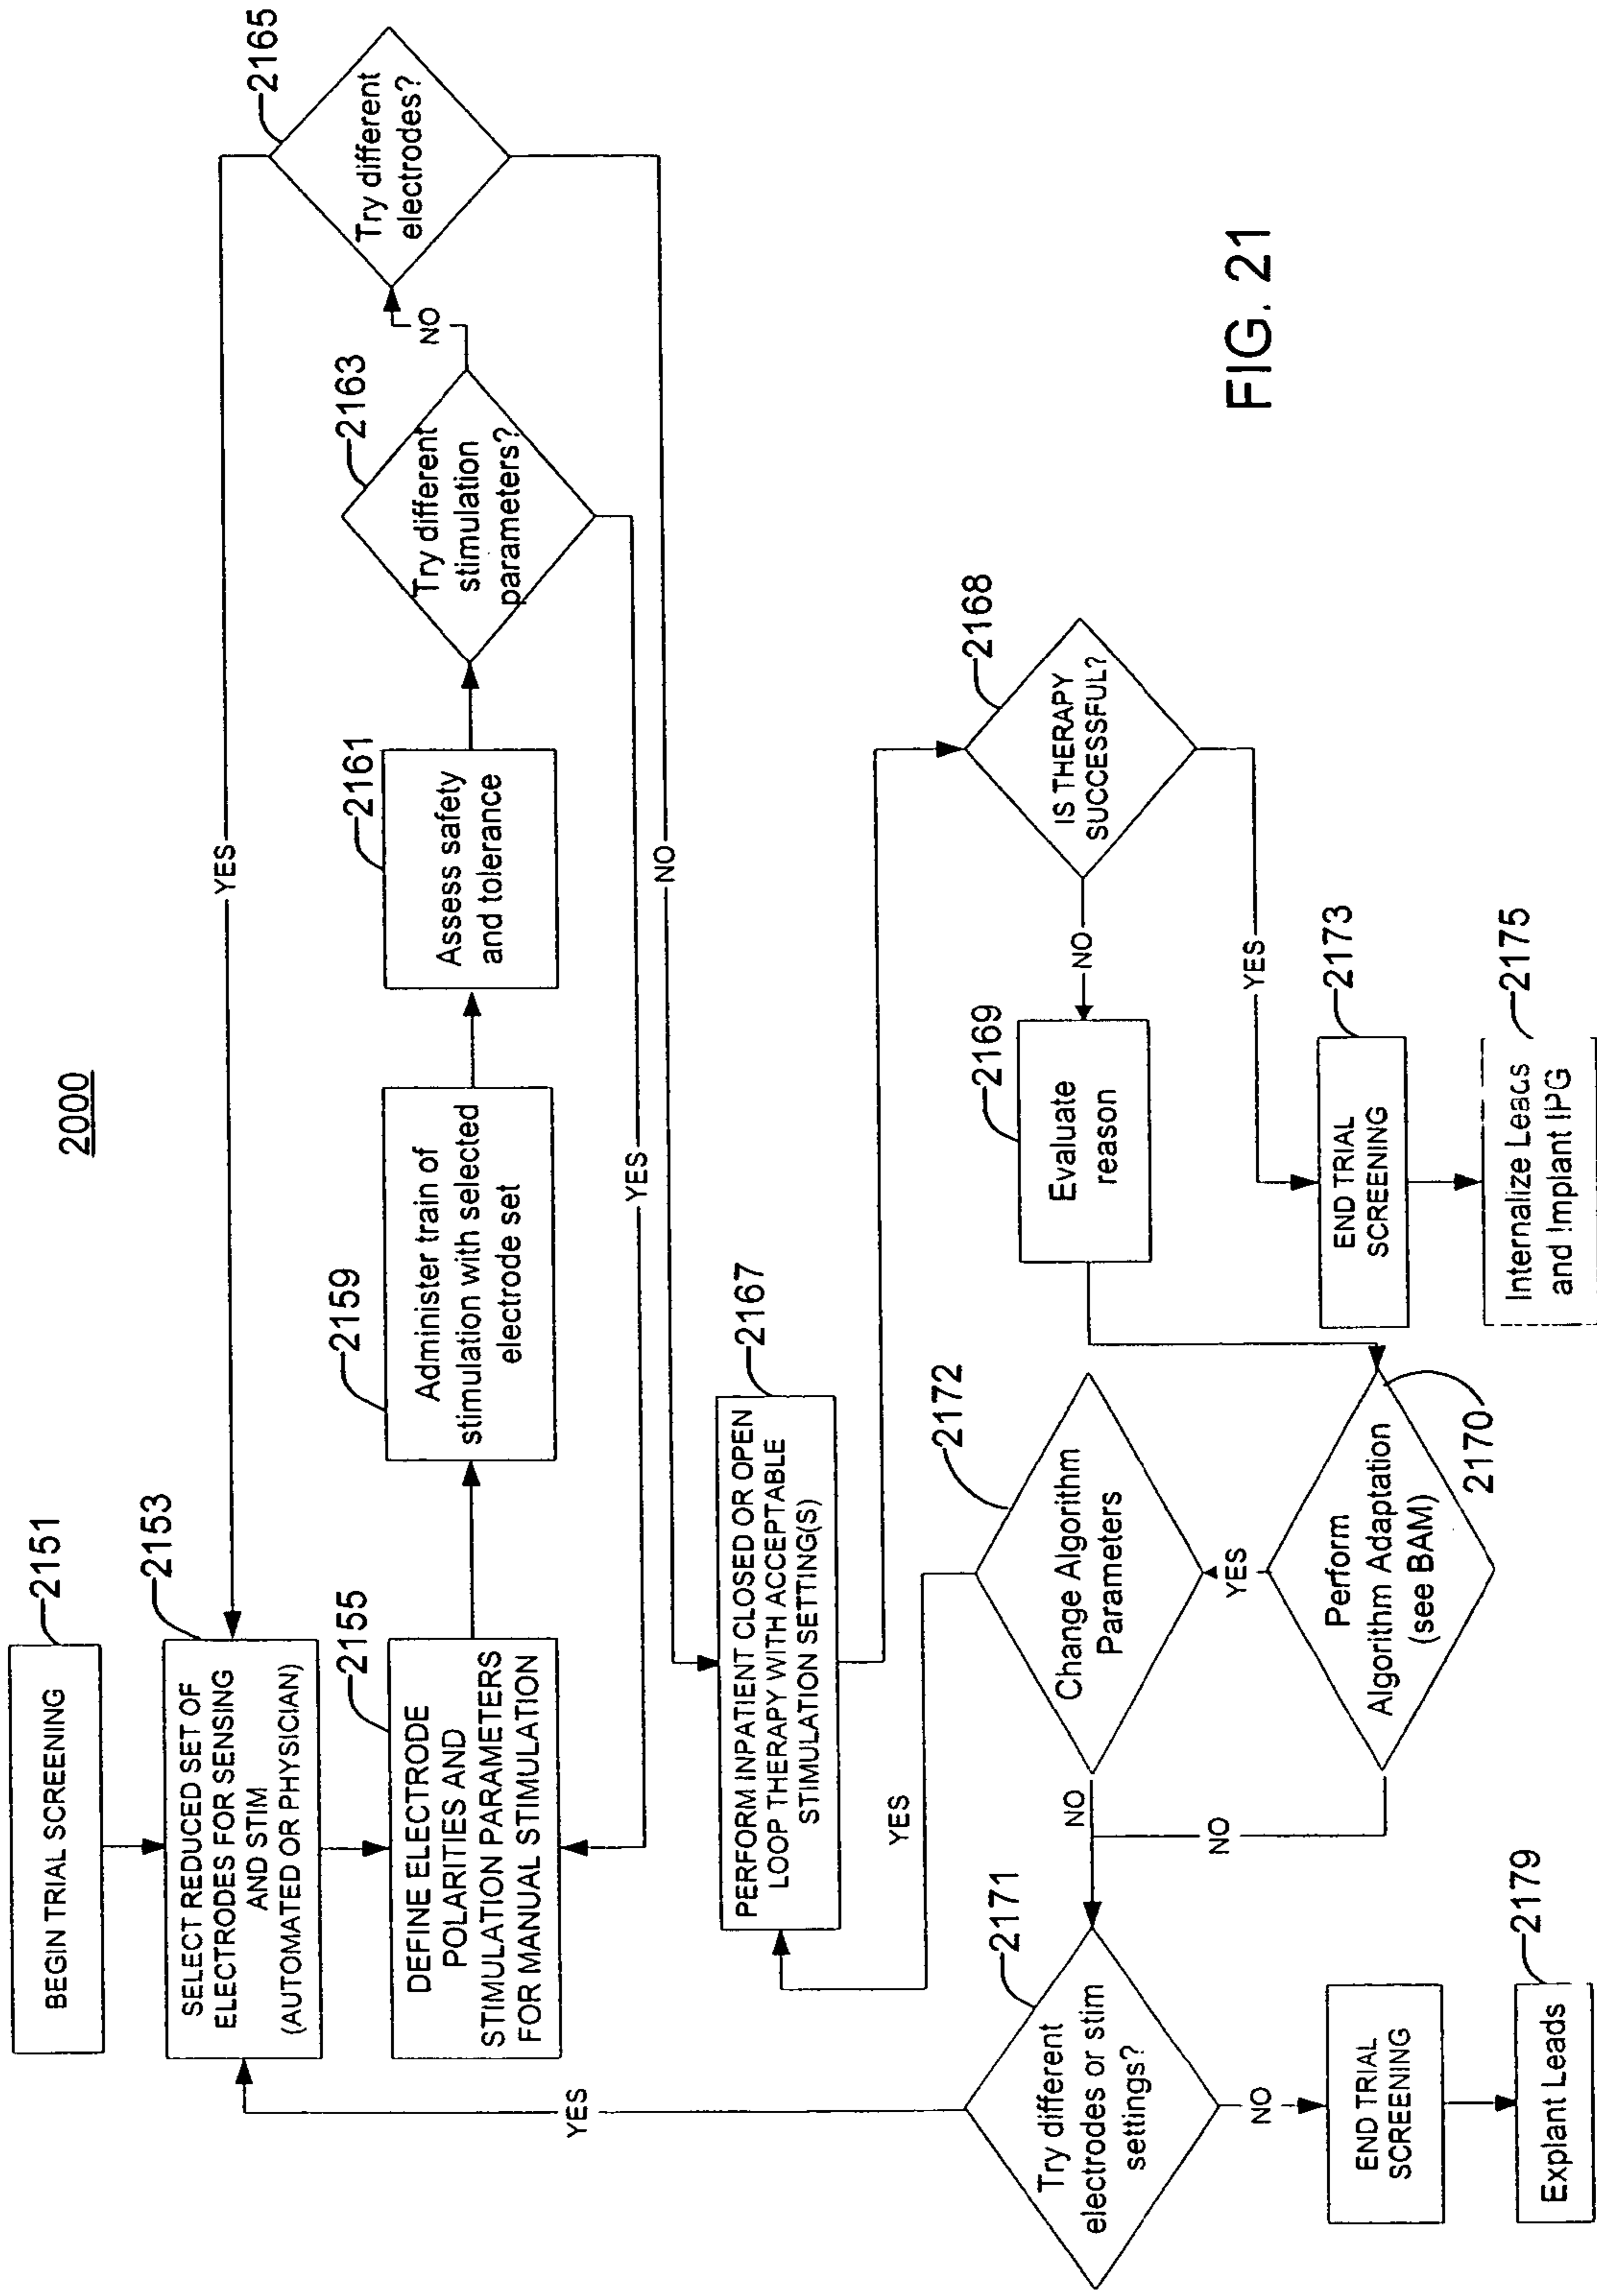 2000
BEGIN TRIAL SCREENING
2151
SELECT REDUCED SET OF
ELECTRODES FOR SENSING
AND STIM
(AUTOMATED OR PHYSICIAN)
2153
DEFINE ELECTRODE
POLARITIES AND
STIMULATION PARAMETERS
FOR MANUAL STIMULATION
2155
Administer train of
stimulation with selected
electrode set
2159
Assess safety
and tolerance
2161
Try different
stimulation
parameters?
2163
NO
Try different
electrodes?
2165
YES
YES
NO
PERFORM INPATIENT CLOSED OR OPEN
LOOP THERAPY WITH ACCEPTABLE
STIMULATION SETTING(S)
2167
IS THERAPY
SUCCESSFUL?
2168
NO
YES
Evaluate
reason
2169
END TRIAL
SCREENING
2173
Internalize Leads
and Implant IPG
2175
Perform
Algorithm Adaptation
(see BAM)
2170
YES
NO
Change Algorithm
Parameters
2172
YES
NO
Try different
electrodes or stim
settings?
2171
YES
NO
END TRIAL
SCREENING
Explant Leads
2179
FIG. 21